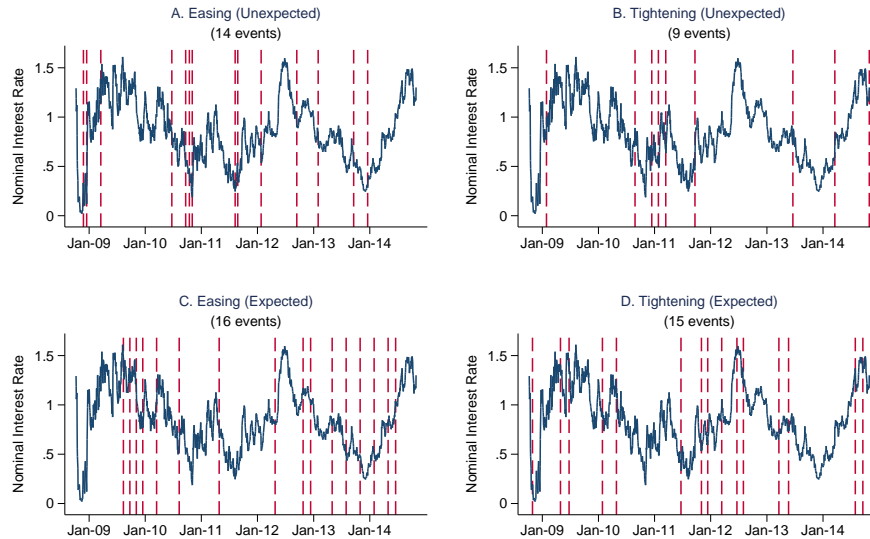 A. Easing (Unexpected)
(14 events)
Nominal Interest Rate
1.5
1
.5
0
Jan-09 Jan-10 Jan-11 Jan-12 Jan-13 Jan-14
B. Tightening (Unexpected)
(9 events)
Nominal Interest Rate
1.5
1
.5
0
Jan-09 Jan-10 Jan-11 Jan-12 Jan-13 Jan-14
C. Easing (Expected)
(16 events)
Nominal Interest Rate
1.5
1
.5
0
Jan-09 Jan-10 Jan-11 Jan-12 Jan-13 Jan-14
D. Tightening (Expected)
(15 events)
Nominal Interest Rate
1.5
1
.5
0
Jan-09 Jan-10 Jan-11 Jan-12 Jan-13 Jan-14